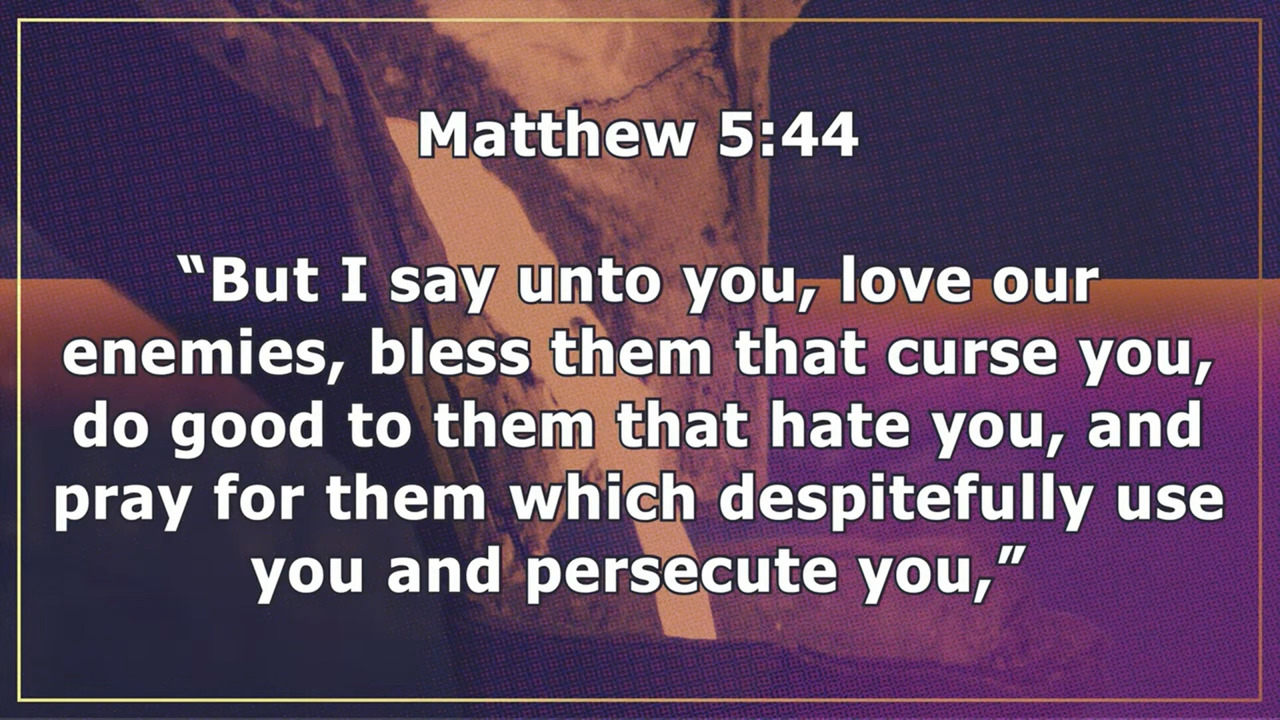 Matthew 5:44
“But I say unto you, love our
enemies, bless them that curse you,
do good to them that hate you, and
pray for them which despitefully use
you and persecute you,”